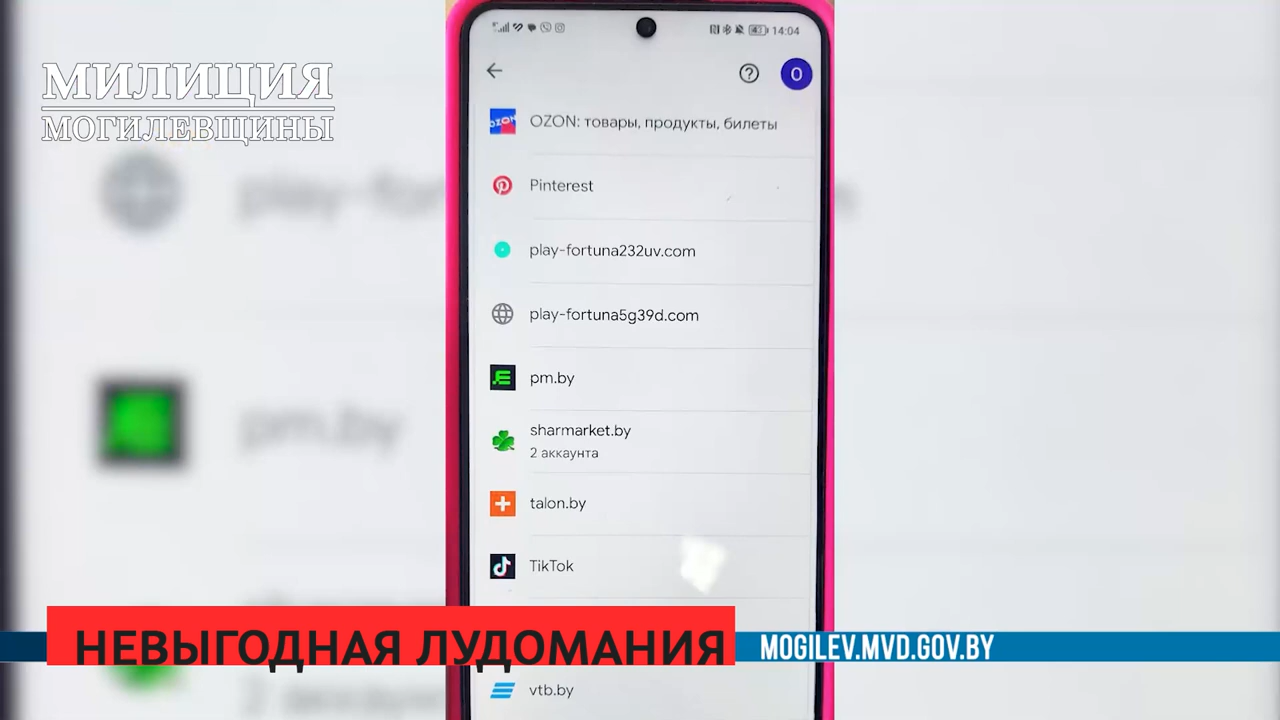 МИЛИЦИЯ
МОГИЛЕВЩИНЫ
14:04
O
OZON
OZON: товары, продукты, билеты
Pinterest
play-fortuna232uv.com
play-fortuna5g39d.com
pm.by
sharmarket.by
2 аккаунта
talon.by
TikTok
НЕВЫГОДНАЯ ЛУДОМАНИЯ
MOGILEV.MVD.GOV.BY
vtb.by